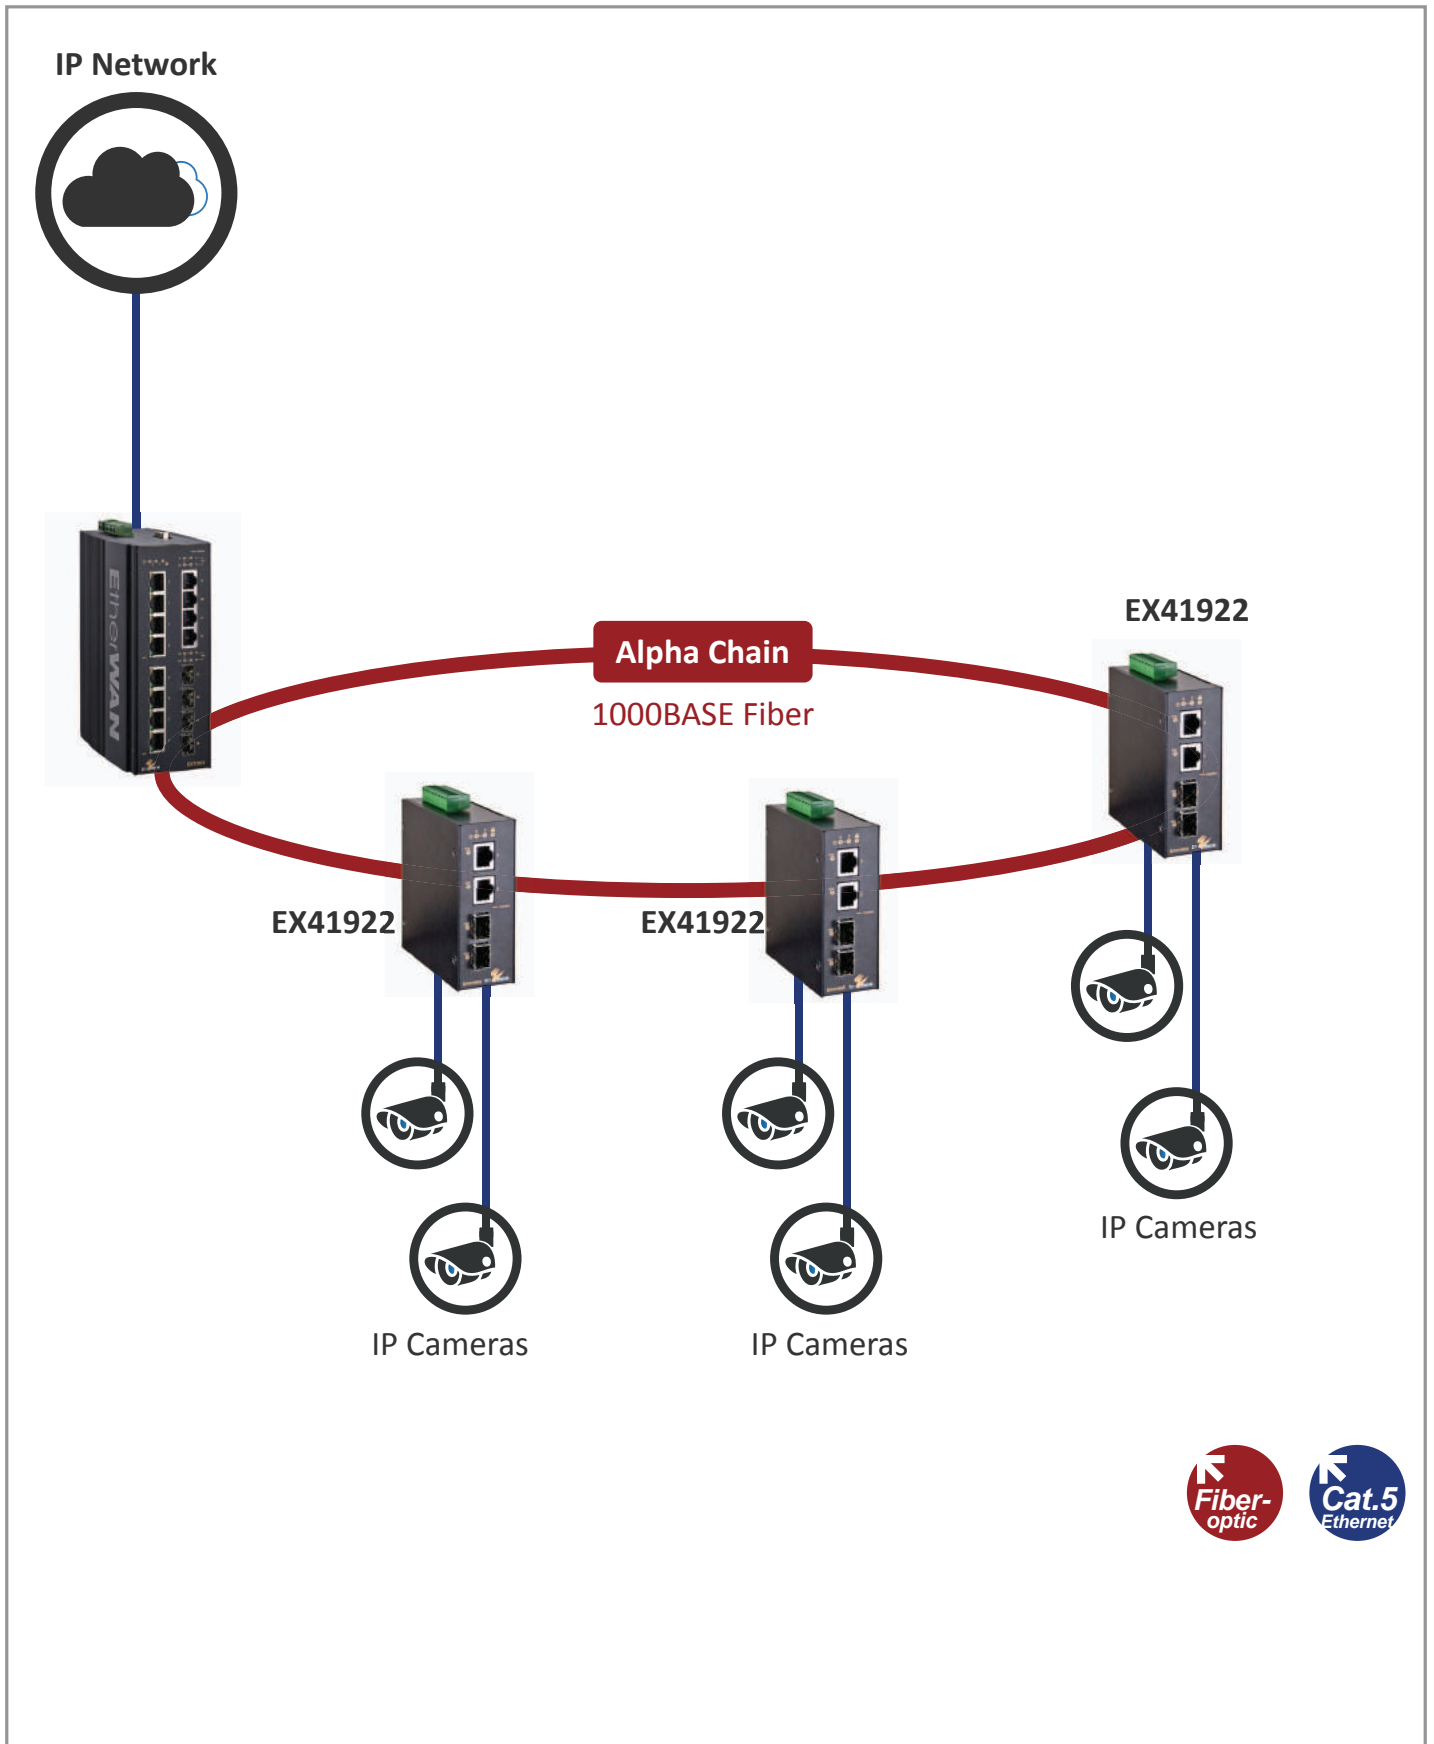 IP Network
EtherWAN
EX41922
Alpha Chain
1000BASE Fiber
EX41922
EX41922
IP Cameras
IP Cameras
IP Cameras
Fiber-
optic
Cat.5
Ethernet